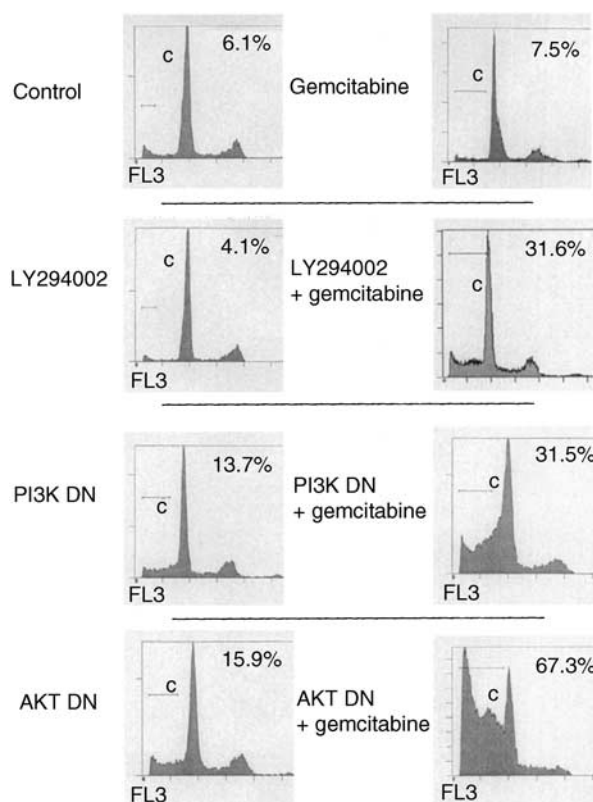 Control
6.1%
C
FL3
Gemcitabine
7.5%
C
FL3
LY294002
4.1%
C
FL3
LY294002
+ gemcitabine
31.6%
C
FL3
PI3K DN
13.7%
C
FL3
PI3K DN
+ gemcitabine
31.5%
C
FL3
AKT DN
15.9%
C
FL3
AKT DN
+ gemcitabine
67.3%
C
FL3